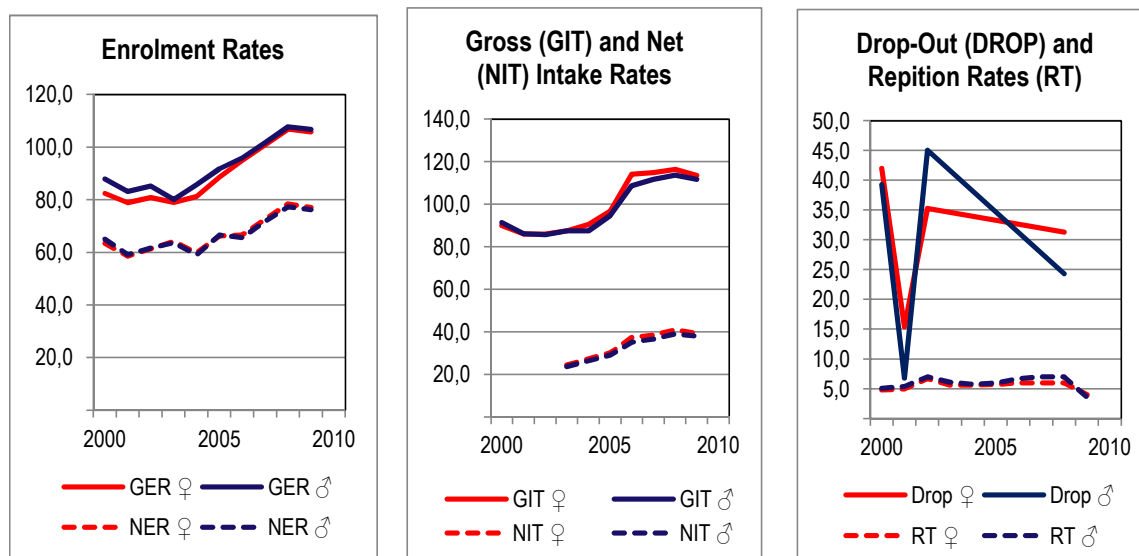 Enrolment Rates
120,0
100,0
80,0
60,0
40,0
20,0
2000 2005 2010
GER ♀ GER ♂
NER ♀ NER ♂
Gross (GIT) and Net
(NIT) Intake Rates
140,0
120,0
100,0
80,0
60,0
40,0
20,0
2000 2005 2010
GIT ♀ GIT ♂
NIT ♀ NIT ♂
Drop-Out (DROP) and
Repition Rates (RT)
50,0
45,0
40,0
35,0
30,0
25,0
20,0
15,0
10,0
5,0
2000 2005 2010
Drop ♀ Drop ♂
RT ♀ RT ♂